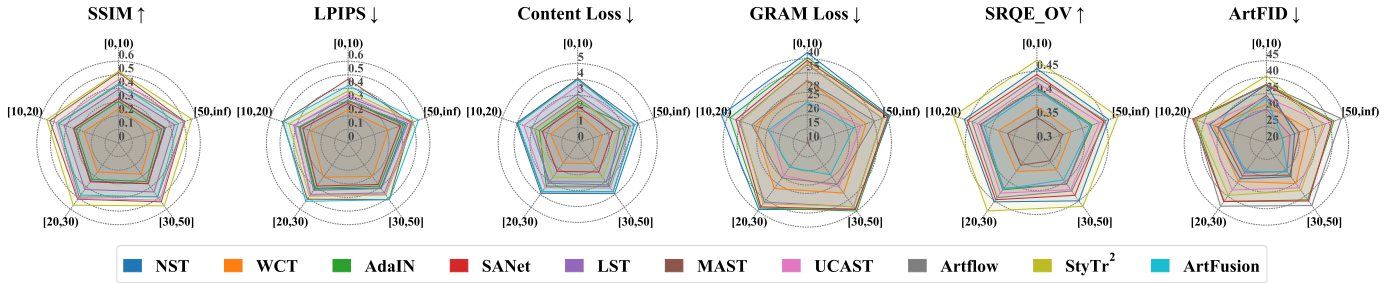 SSIM ↑ LPIPS ↓ Content Loss ↓ GRAM Loss ↓ SRQE_OV ↑ ArtFID ↓
[0,10) [0,10) [0,10) [0,10) [0,10) [0,10)
0.6 0.6 5 40 0.45 45
0.5 0.5 4 35 0.4 40
0.4 0.4 3 30 0.35 35
0.3 0.3 2 25 0.3 30
0.2 0.2 1 20 25
0.1 0.1 0 15 20
0 0 10
[10,20) [50,inf) [10,20) [50,inf) [10,20) [50,inf) [10,20) [50,inf) [10,20) [50,inf) [10,20) [50,inf)
[20,30) [30,50] [20,30) [30,50] [20,30) [30,50] [20,30) [30,50] [20,30) [30,50] [20,30) [30,50]
NST WCT AdaIN SANet LST MAST UCAST Artflow StyTr² ArtFusion